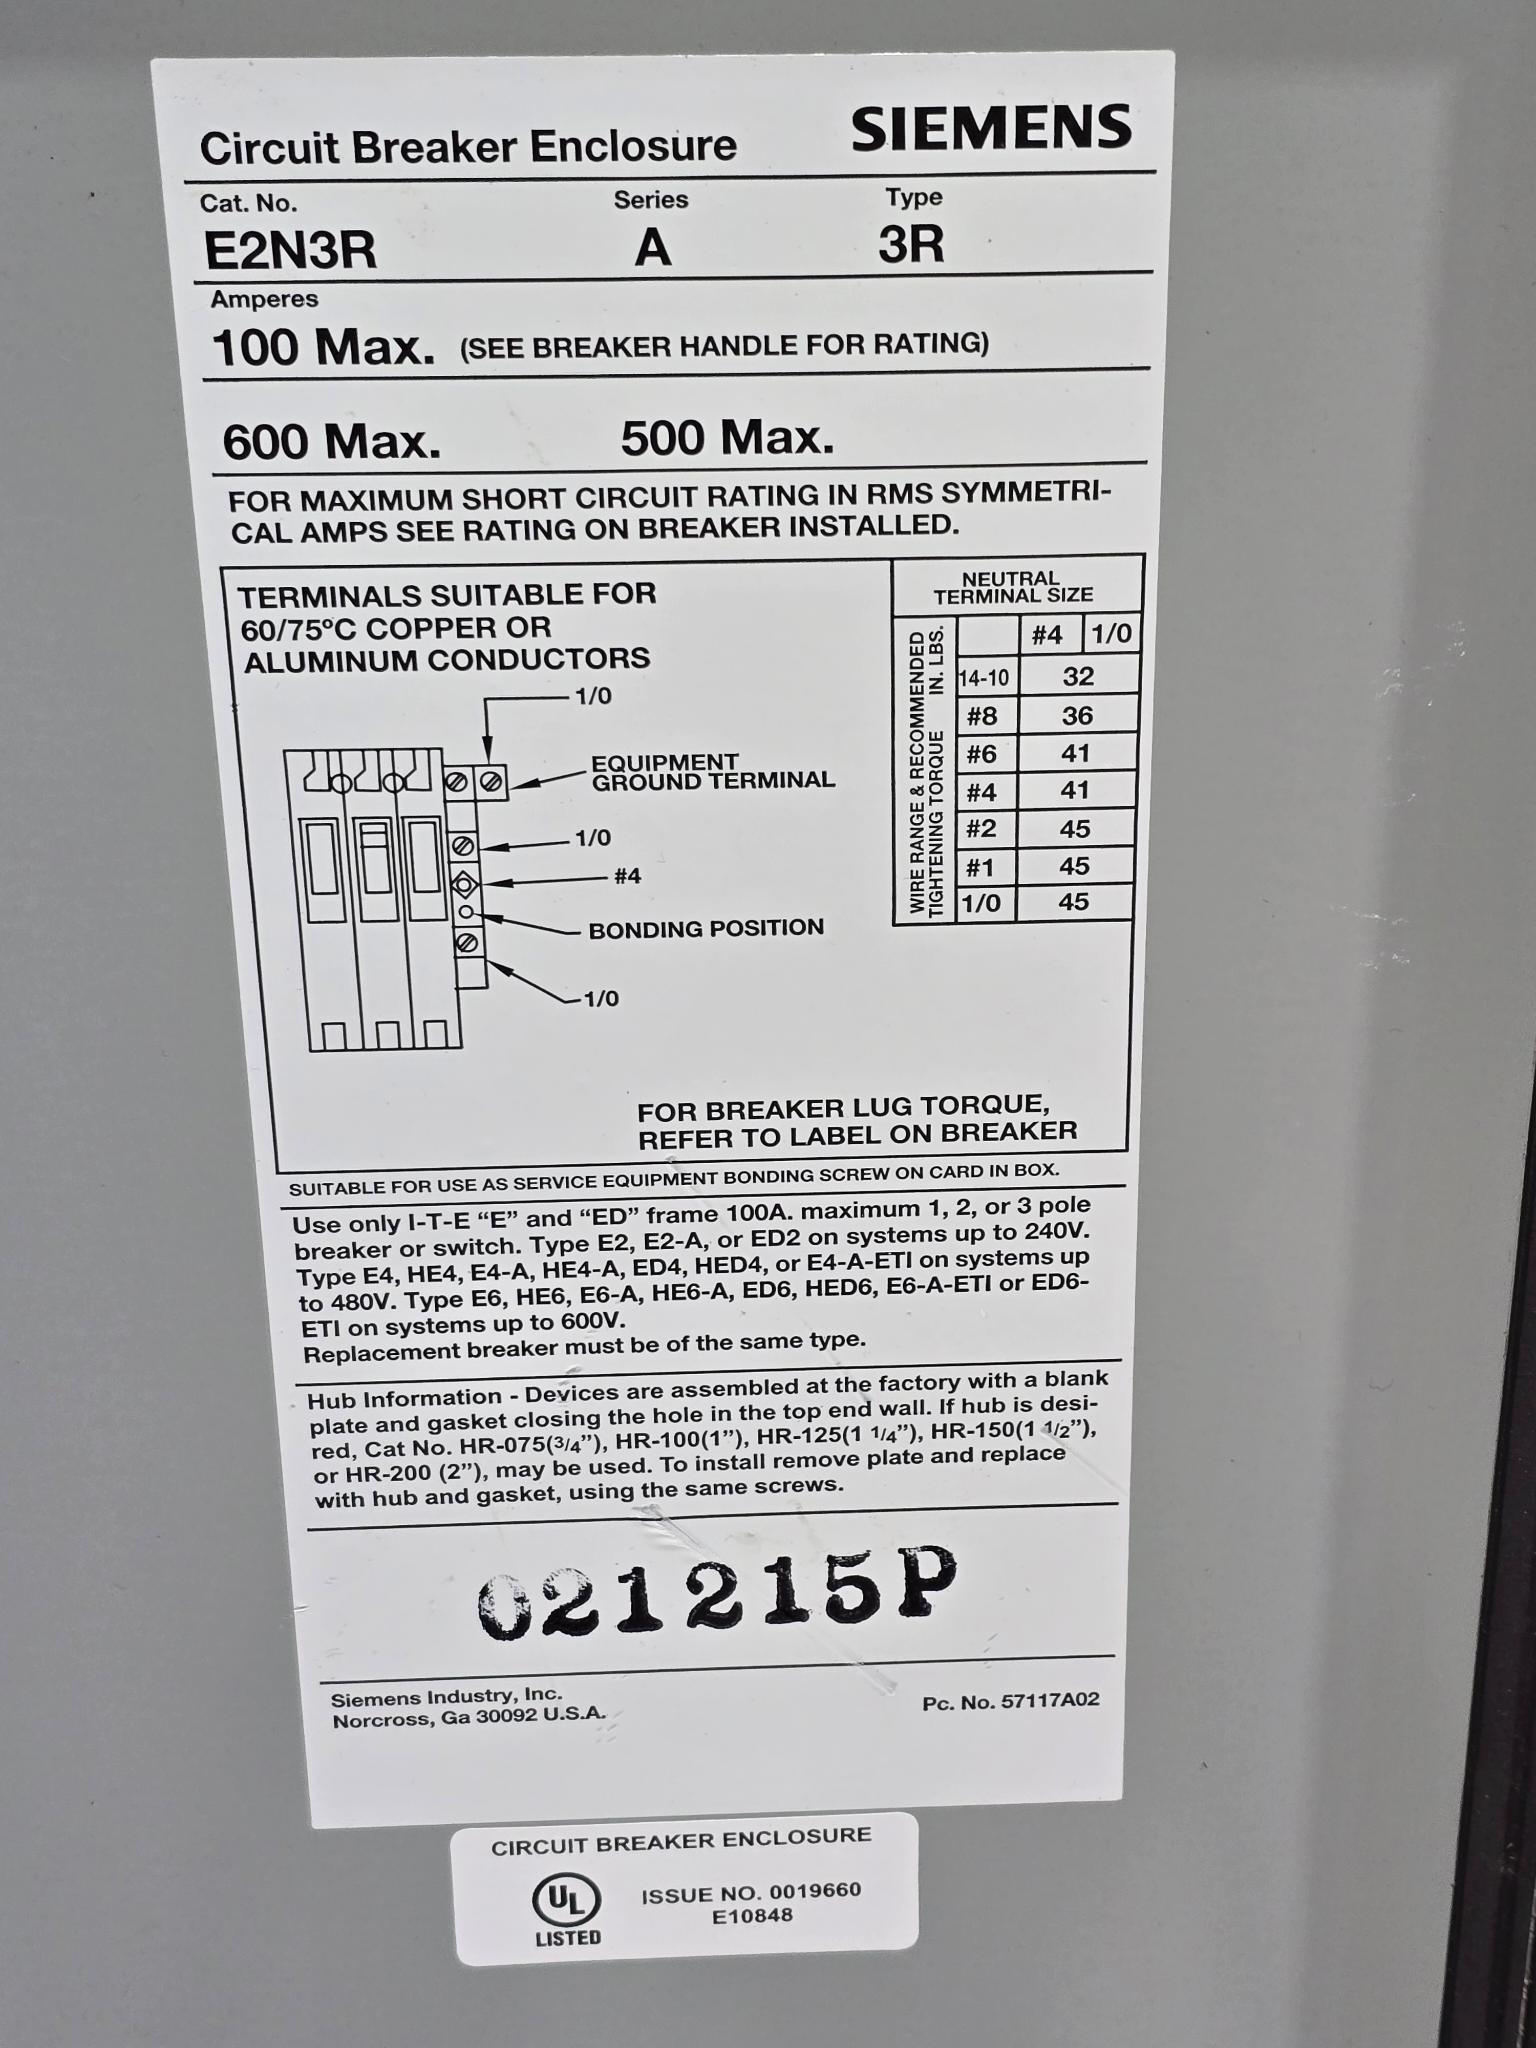 Circuit Breaker Enclosure SIEMENS
Cat. No. Series Type
E2N3R A 3R
Amperes
100 Max. (SEE BREAKER HANDLE FOR RATING)
600 Max. 500 Max.
FOR MAXIMUM SHORT CIRCUIT RATING IN RMS SYMMETRI-
CAL AMPS SEE RATING ON BREAKER INSTALLED.
TERMINALS SUITABLE FOR
60/75°C COPPER OR
ALUMINUM CONDUCTORS
1/0
EQUIPMENT
GROUND TERMINAL
1/0
#4
BONDING POSITION
1/0
NEUTRAL
TERMINAL SIZE
WIRE RANGE & RECOMMENDED
TIGHTENING TORQUE IN. LBS.
#4 1/0
14-10 32
#8 36
#6 41
#4 41
#2 45
#1 45
1/0 45
FOR BREAKER LUG TORQUE,
REFER TO LABEL ON BREAKER
SUITABLE FOR USE AS SERVICE EQUIPMENT BONDING SCREW ON CARD IN BOX.
Use only I-T-E “E” and “ED” frame 100A. maximum 1, 2, or 3 pole
breaker or switch. Type E2, E2-A, or ED2 on systems up to 240V.
Type E4, HE4, E4-A, HE4-A, ED4, HED4, or E4-A-ETI on systems up
to 480V. Type E6, HE6, E6-A, HE6-A, ED6, HED6, E6-A-ETI or ED6-
ETI on systems up to 600V.
Replacement breaker must be of the same type.
Hub Information - Devices are assembled at the factory with a blank
plate and gasket closing the hole in the top end wall. If hub is desi-
red, Cat No. HR-075(3/4”), HR-100(1”), HR-125(1 1/4”), HR-150(1 1/2”),
or HR-200 (2”), may be used. To install remove plate and replace
with hub and gasket, using the same screws.
021215P
Siemens Industry, Inc.
Norcross, Ga 30092 U.S.A.
Pc. No. 57117A02
CIRCUIT BREAKER ENCLOSURE
UL
LISTED
ISSUE NO. 0019660
E10848